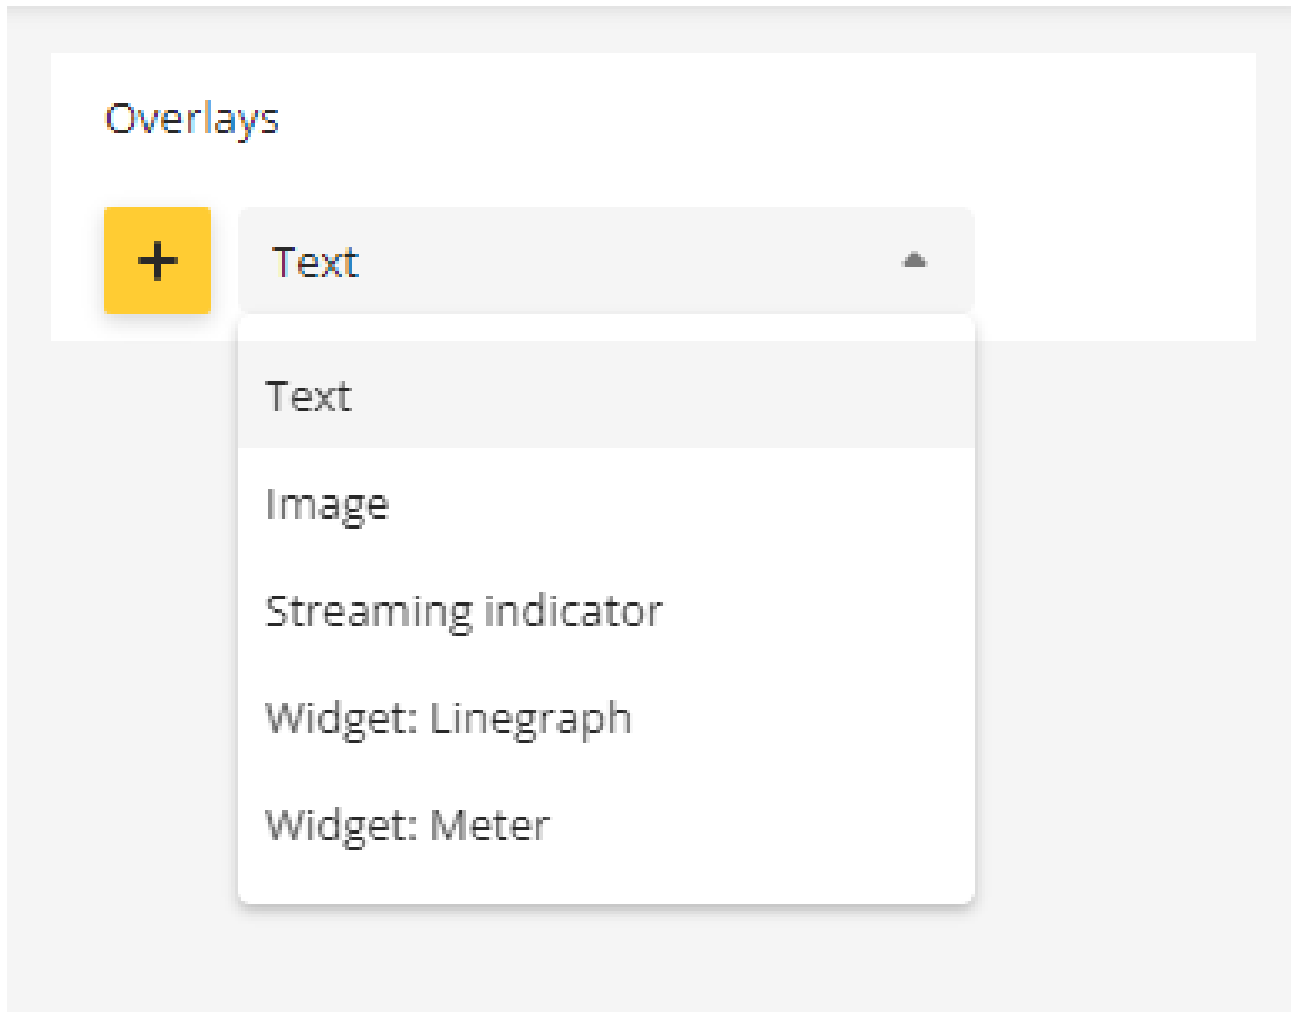 Overlays
Text
Text
Image
Streaming indicator
Widget: Linegraph
Widget: Meter